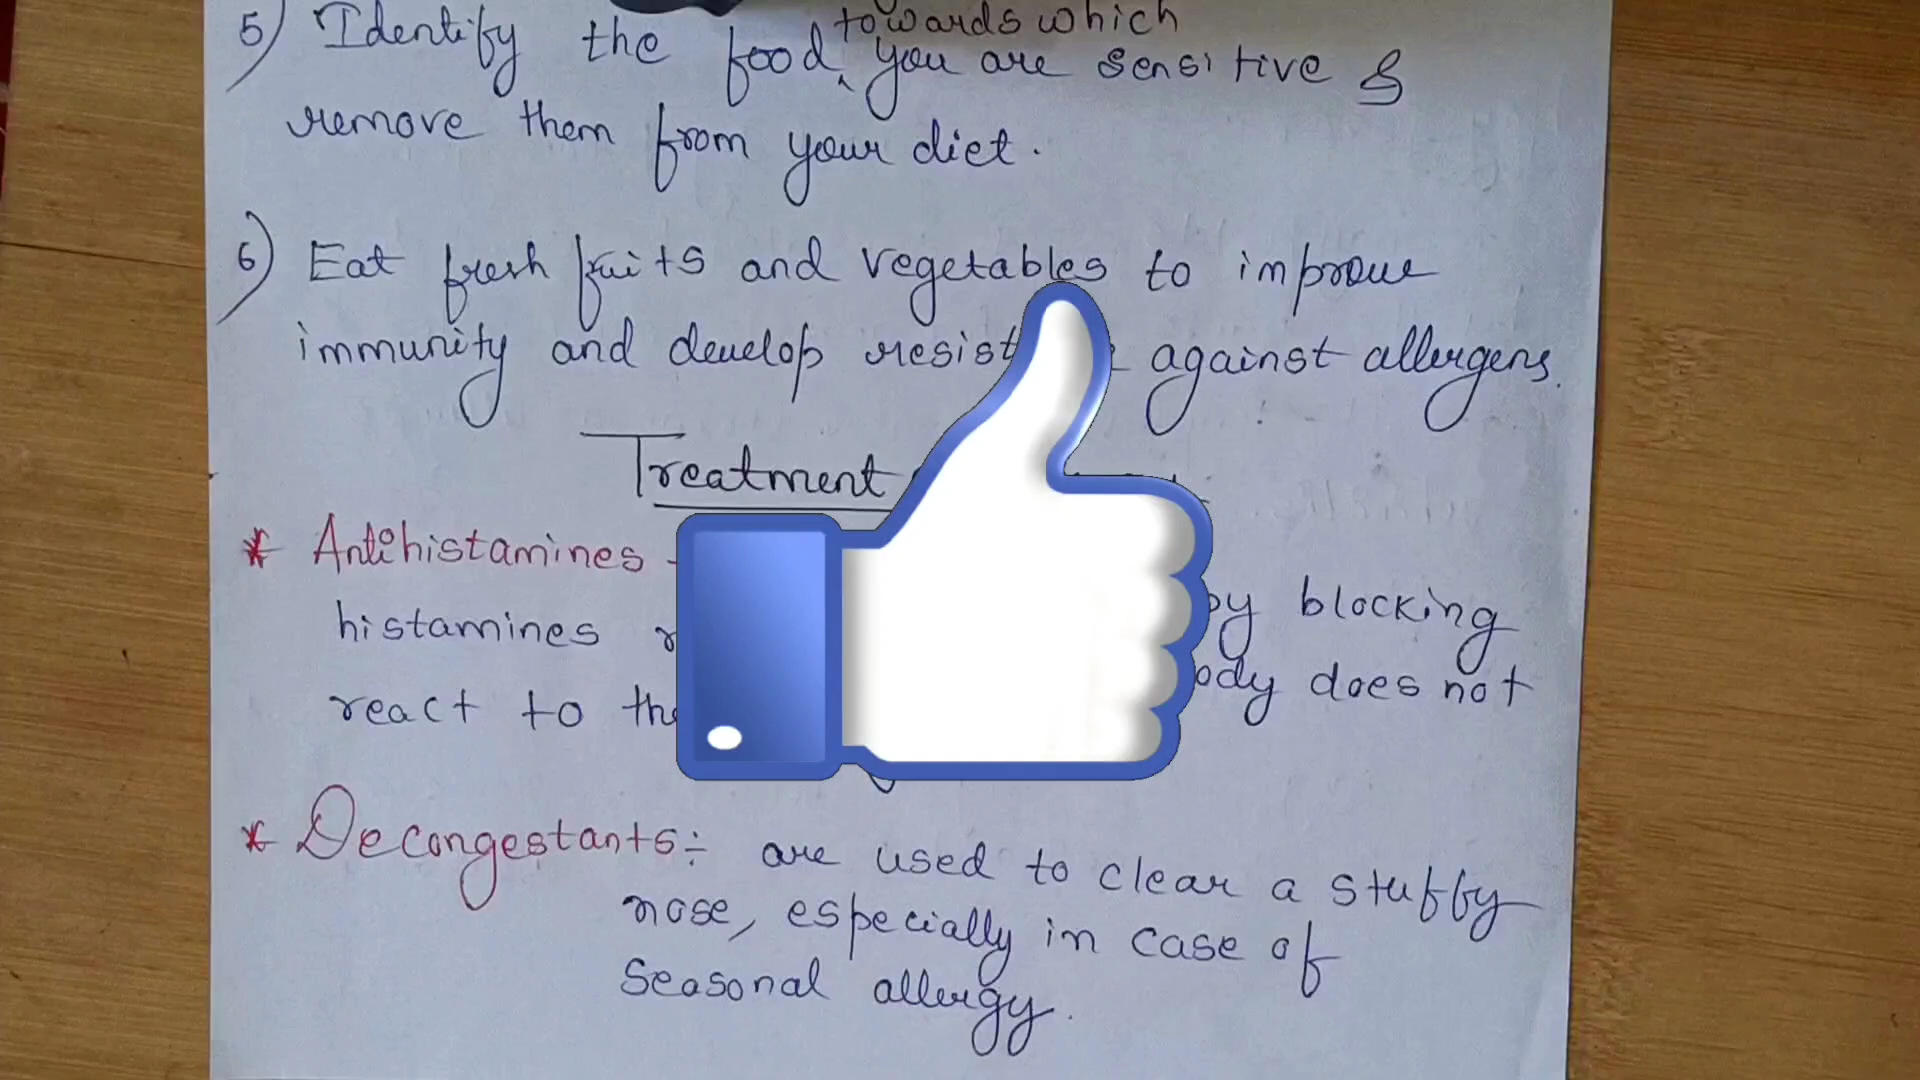 5) Identify the food towards which you are sensitive &
remove them from your diet.
6) Eat fresh fruits and vegetables to improve
immunity and develop against allergens.
Treatment
* Antihistamines -
histamines by blocking
react to the body does not
* Decongestants:- are used to clear a stuffy
nose, especially in case of
seasonal allergy.